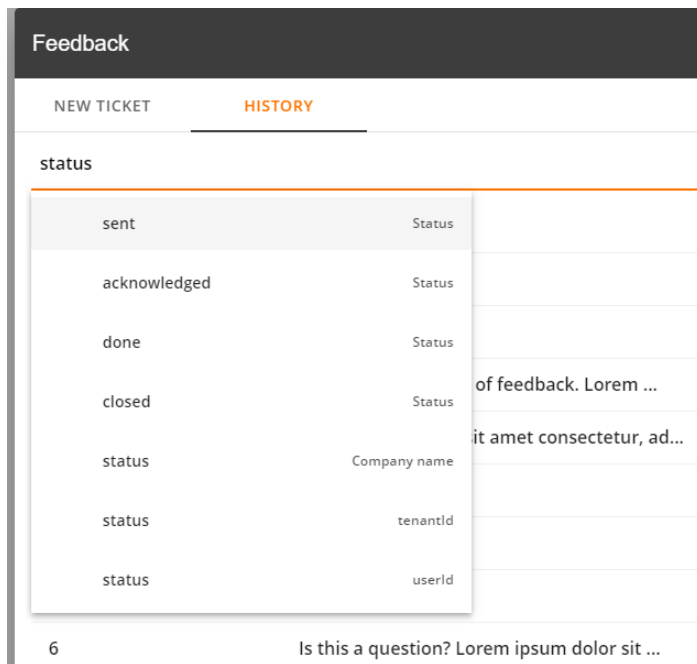 Feedback
NEW TICKET HISTORY
status
sent Status
acknowledged Status
done Status
closed Status
of feedback. Lorem ...
sit amet consectetur, ad...
status Company name
status tenantId
status userId
6 Is this a question? Lorem ipsum dolor sit ...